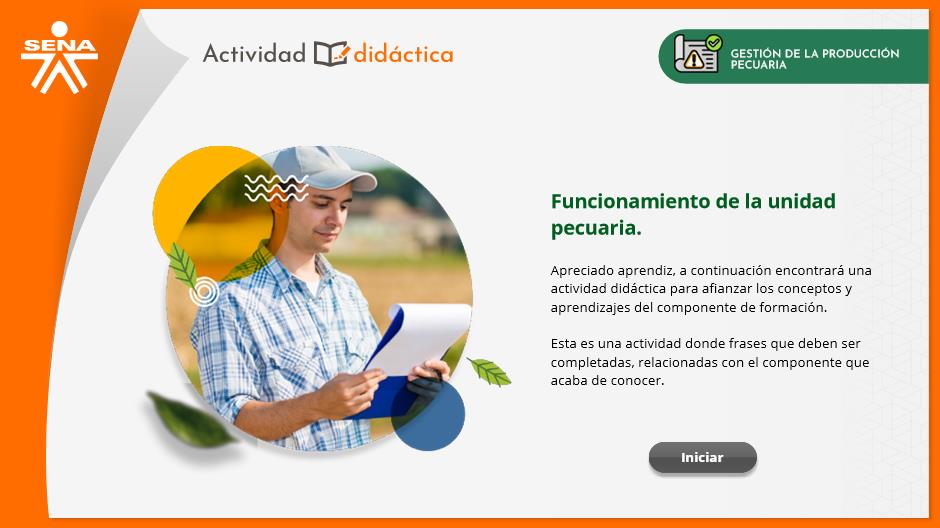 SENA
Actividad didáctica
GESTIÓN DE LA PRODUCCIÓN
PECUARIA
Funcionamiento de la unidad
pecuaria.
Apreciado aprendiz, a continuación encontrará una
actividad didáctica para afianzar los conceptos y
aprendizajes del componente de formación.
Esta es una actividad donde frases que deben ser
completadas, relacionadas con el componente que
acaba de conocer.
Iniciar